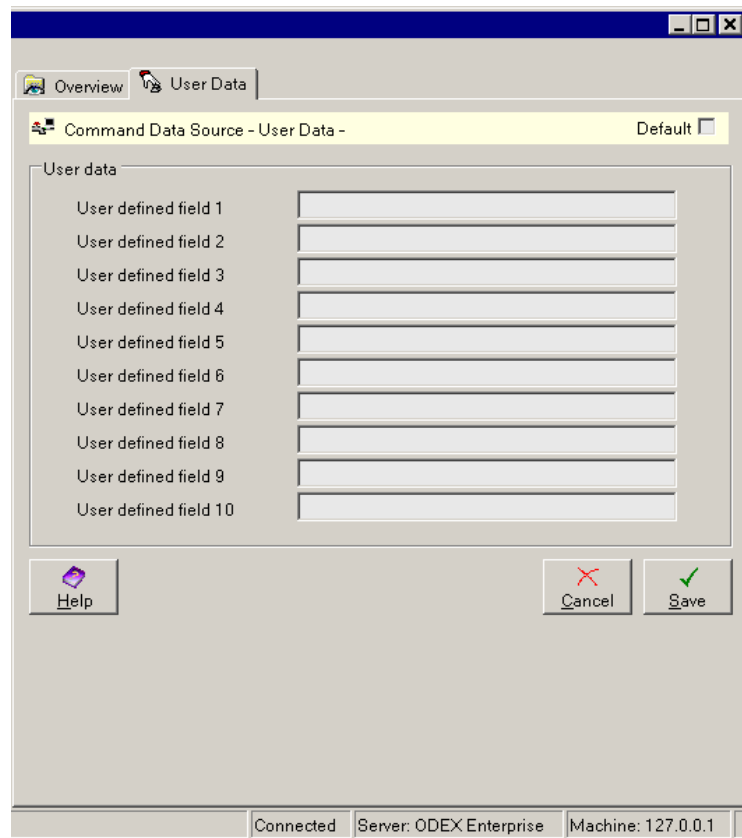 Overview User Data
Command Data Source - User Data - Default
User data
User defined field 1
User defined field 2
User defined field 3
User defined field 4
User defined field 5
User defined field 6
User defined field 7
User defined field 8
User defined field 9
User defined field 10
Help Cancel Save
Connected Server: ODEX Enterprise Machine: 127.0.0.1